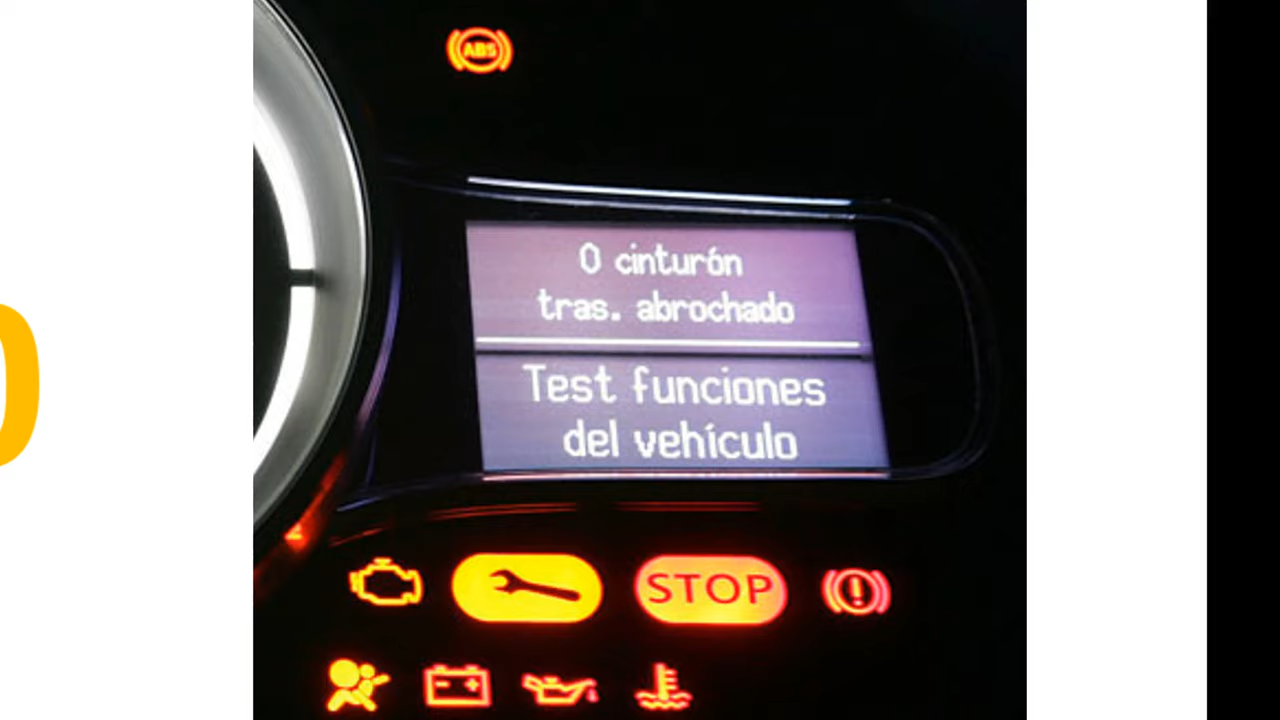 ABS
0 cinturón
tras. abrochado
Test funciones
del vehículo
STOP